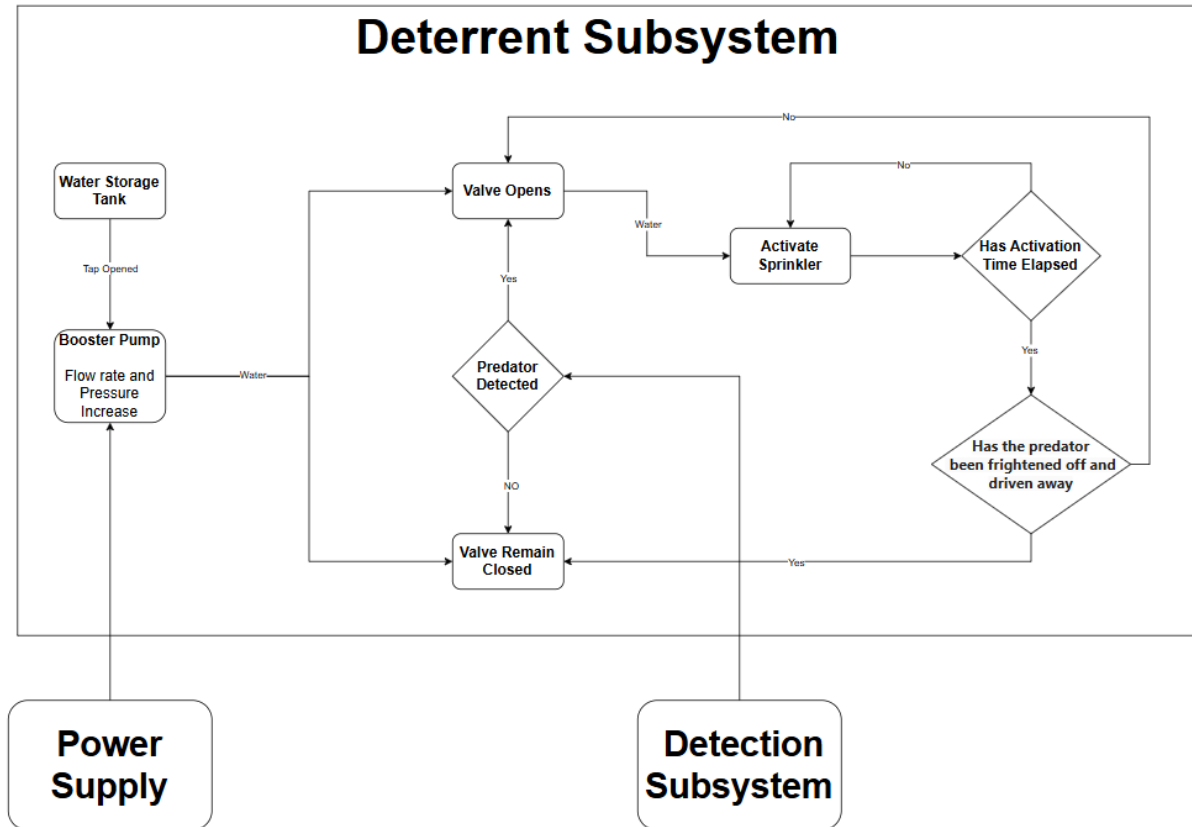 Deterrent Subsystem
No
No
Water Storage
Tank
Valve Opens
Water
Activate
Sprinkler
Has Activation
Time Elapsed
Tap Opened
Yes
Booster Pump
Flow rate and
Pressure
Increase
Water
Predator
Detected
Yes
Has the predator
been frightened off and
driven away
NO
Valve Remain
Closed
Yes
Power
Supply
Detection
Subsystem